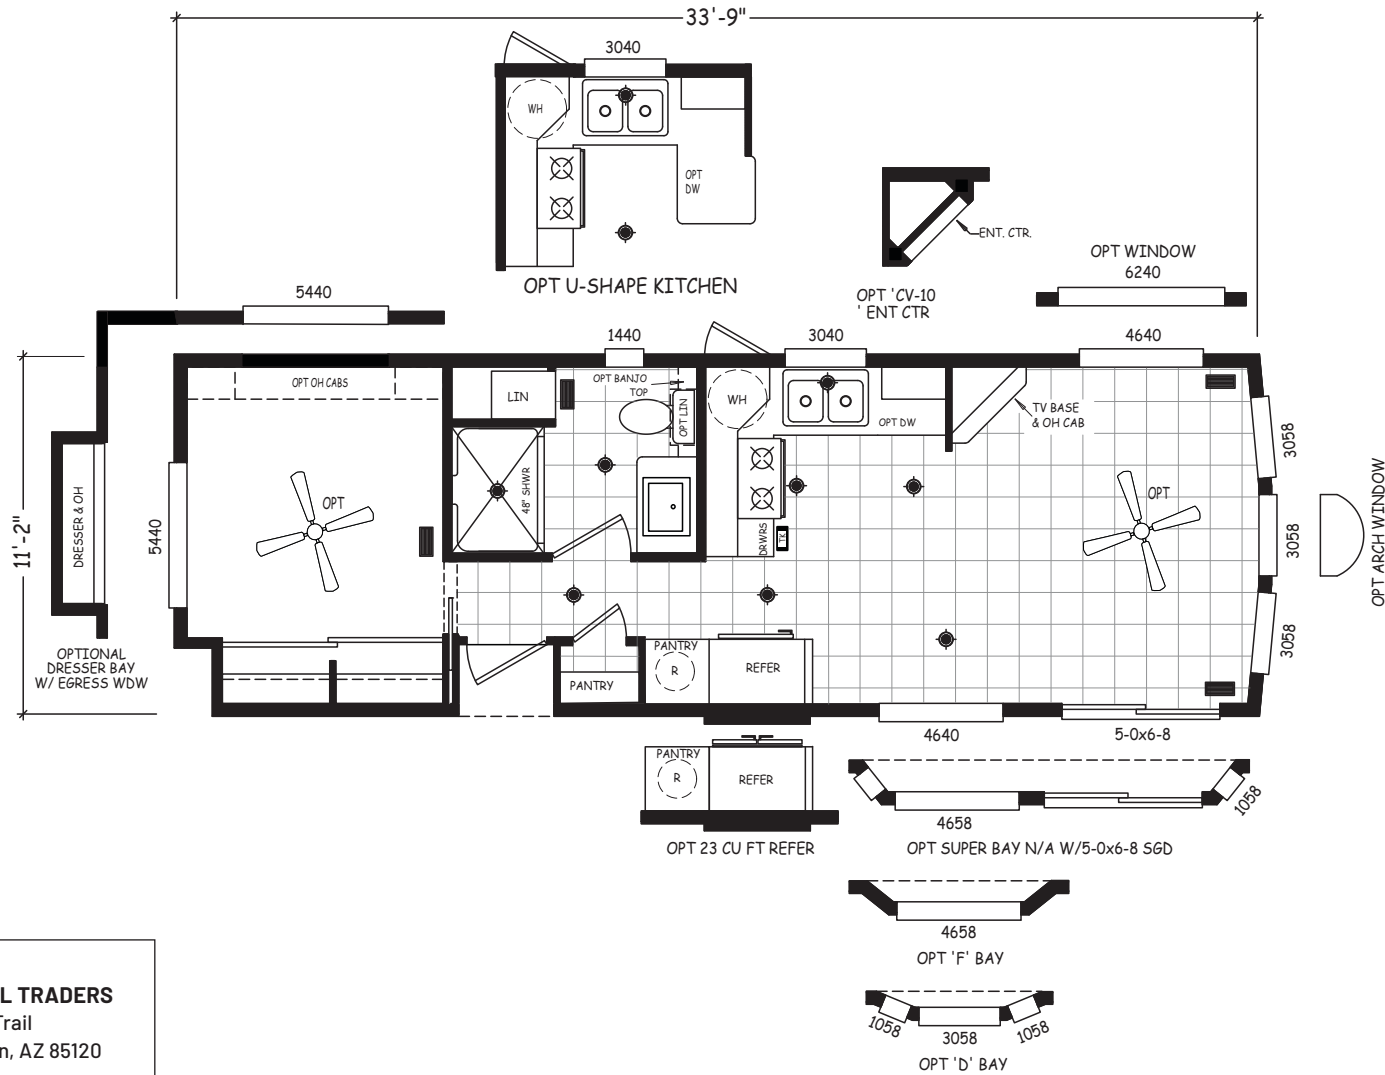 33'-9"
3040
WH
OPT
DW
OPT U-SHAPE KITCHEN
ENT. CTR.
OPT 'CV-10
' ENT CTR
OPT WINDOW
6240
5440
1440
3040
4640
11'-2"
DRESSER & OH
OPTIONAL
DRESSER BAY
W/ EGRESS WDW
5440
OPT OH CABS
OPT
LIN
48" SHWR
OPT BANJO
TOP
OPT LIN
WH
OPT DW
DRWRS
TK
TV BASE
& OH CAB
OPT
3058
3058
3058
OPT ARCH WINDOW
PANTRY
PANTRY
R
REFER
4640
5-0x6-8
PANTRY
R
REFER
OPT 23 CU FT REFER
4658
1058
OPT SUPER BAY N/A W/5-0x6-8 SGD
4658
OPT 'F' BAY
1058
3058
1058
OPT 'D' BAY
L TRADERS
Trail
n, AZ 85120